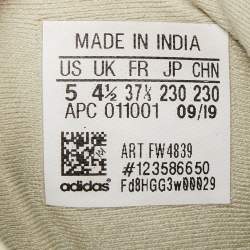 MADE IN INDIA
US UK FR JP CHN
5 4½ 37⅓ 230 230
APC 011001 09/19
ART FW4839
#123586650
adidas Fd8HGG3w00029